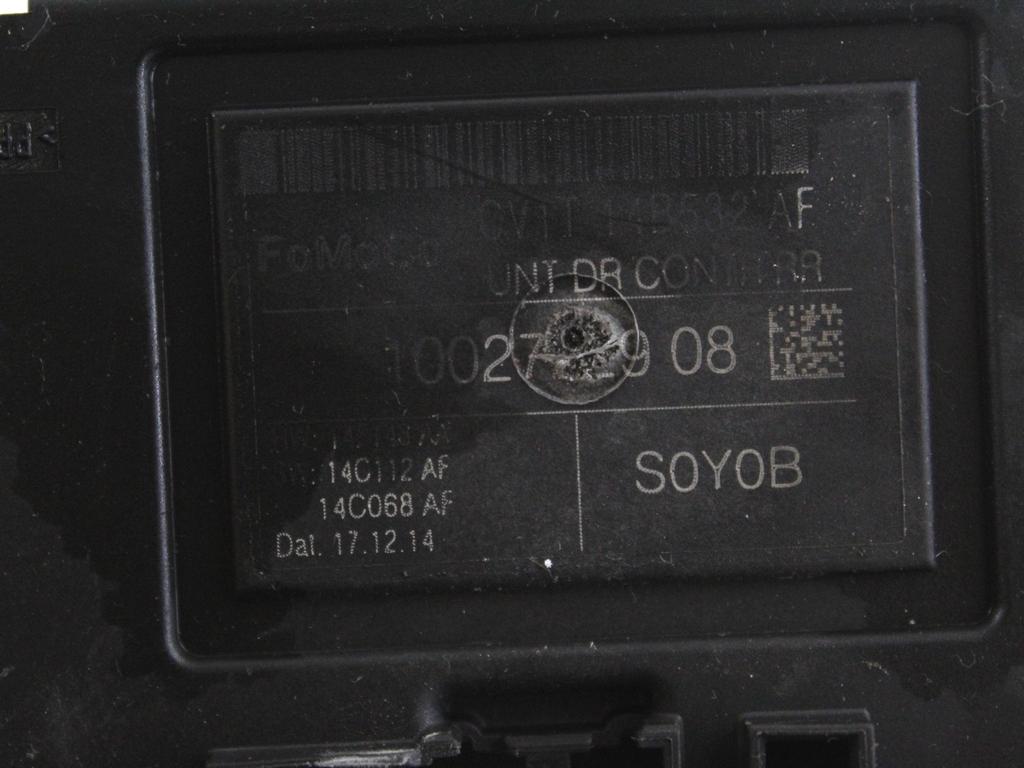 CV1T 14B532 AF
FoMoCo
UNT DR CONT RR
08
14C112 AF
14C068 AF
Dat. 17.12.14
S0Y0B